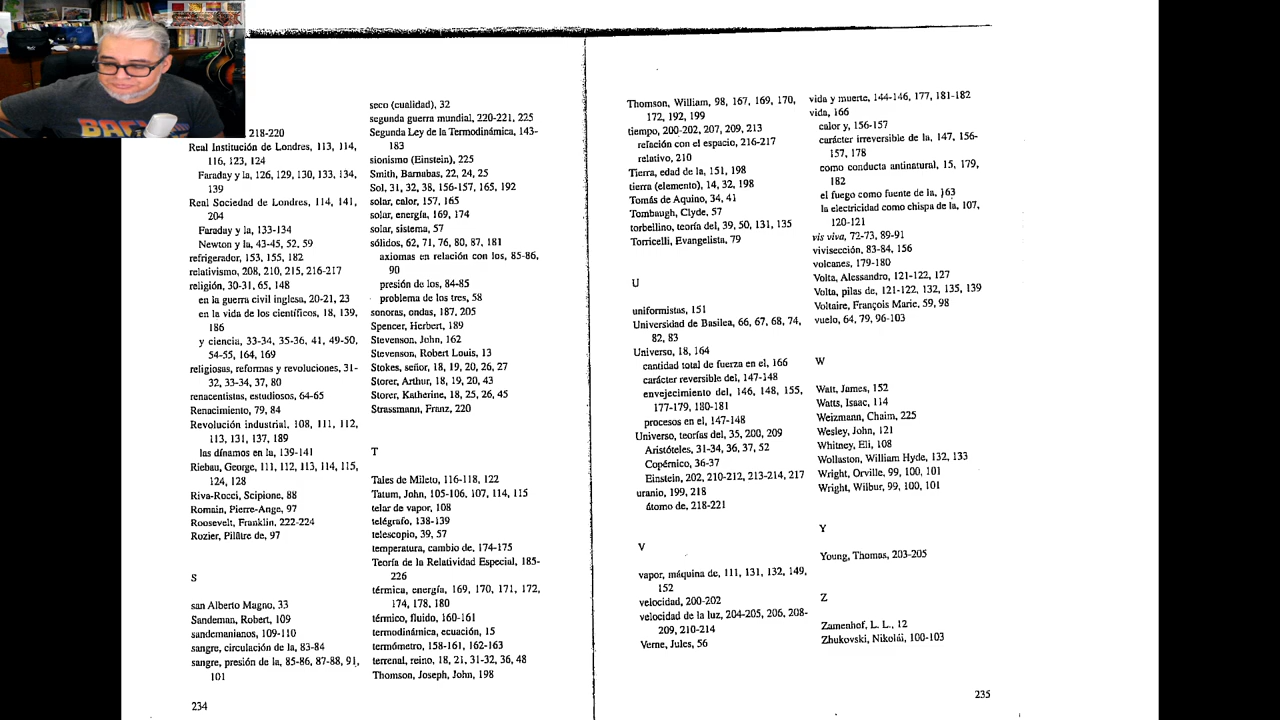 BACK
218-220
Real Institución de Londres, 113, 114,
116, 123, 124
Faraday y la, 126, 129, 130, 133, 134,
139
Real Sociedad de Londres, 114, 141,
204
Faraday y la, 133-134
Newton y la, 43-45, 52, 59
refrigerador, 153, 155, 182
relativismo, 208, 210, 215, 216-217
religión, 30-31, 65, 148
en la guerra civil inglesa, 20-21, 23
en la vida de los científicos, 18, 139,
186
y ciencia, 33-34, 35-36, 41, 49-50,
54-55, 164, 169
religiosas, reformas y revoluciones, 31-
32, 33-34, 37, 80
renacentistas, estudiosos, 64-65
Renacimiento, 79, 84
Revolución industrial, 108, 111, 112,
113, 131, 137, 189
las dínamos en la, 139-141
Riebau, George, 111, 112, 113, 114, 115,
124, 128
Riva-Rocci, Scipione, 88
Romain, Pierre-Ange, 97
Roosevelt, Franklin, 222-224
Rozier, Pilâtre de, 97
S
san Alberto Magno, 33
Sandeman, Robert, 109
sandemanianos, 109-110
sangre, circulación de la, 83-84
sangre, presión de la, 85-86, 87-88, 91,
101
234
seco (cualidad), 32
segunda guerra mundial, 220-221, 225
Segunda Ley de la Termodinámica, 143-
183
sionismo (Einstein), 225
Smith, Barnabas, 22, 24, 25
Sol, 31, 32, 38, 156-157, 165, 192
solar, calor, 157, 165
solar, energía, 169, 174
solar, sistema, 57
sólidos, 62, 71, 76, 80, 87, 181
axiomas en relación con los, 85-86,
90
presión de los, 84-85
problema de los tres, 58
sonoras, ondas, 187, 205
Spencer, Herbert, 189
Stevenson, John, 162
Stevenson, Robert Louis, 13
Stokes, señor, 18, 19, 20, 26, 27
Storer, Arthur, 18, 19, 20, 43
Storer, Katherine, 18, 25, 26, 45
Strassmann, Franz, 220
T
Tales de Mileto, 116-118, 122
Tatum, John, 105-106, 107, 114, 115
telar de vapor, 108
telégrafo, 138-139
telescopio, 39, 57
temperatura, cambio de, 174-175
Teoría de la Relatividad Especial, 185-
226
térmica, energía, 169, 170, 171, 172,
174, 178, 180
térmico, fluido, 160-161
termodinámica, ecuación, 15
termómetro, 158-161, 162-163
terrenal, reino, 18, 21, 31-32, 36, 48
Thomson, Joseph, John, 198
Thomson, William, 98, 167, 169, 170,
172, 192, 199
tiempo, 200-202, 207, 209, 213
relación con el espacio, 216-217
relativo, 210
Tierra, edad de la, 151, 198
tierra (elemento), 14, 32, 198
Tomás de Aquino, 34, 41
Tombaugh, Clyde, 57
torbellino, teoría del, 39, 50, 131, 135
Torricelli, Evangelista, 79
U
uniformistas, 151
Universidad de Basilea, 66, 67, 68, 74,
82, 83
Universo, 18, 164
cantidad total de fuerza en el, 166
carácter reversible del, 147-148
envejecimiento del, 146, 148, 155,
177-179, 180-181
procesos en el, 147-148
Universo, teorías del, 35, 200, 209
Aristóteles, 31-34, 36, 37, 52
Copérnico, 36-37
Einstein, 202, 210-212, 213-214, 217
uranio, 199, 218
átomo de, 218-221
V
vapor, máquina de, 111, 131, 132, 149,
152
velocidad, 200-202
velocidad de la luz, 204-205, 206, 208-
209, 210-214
Verne, Jules, 56
vida y muerte, 144-146, 177, 181-182
vida, 166
calor y, 156-157
carácter irreversible de la, 147, 156-
157, 178
como conducta antinatural, 15, 179,
182
el fuego como fuente de la, 163
la electricidad como chispa de la, 107,
120-121
vis viva, 72-73, 89-91
vivisección, 83-84, 156
volcanes, 179-180
Volta, Alessandro, 121-122, 127
Volta, pilas de, 121-122, 132, 135, 139
Voltaire, François Marie, 59, 98
vuelo, 64, 79, 96-103
W
Watt, James, 152
Watts, Isaac, 114
Weizmann, Chaim, 225
Wesley, John, 121
Whitney, Eli, 108
Wollaston, William Hyde, 132, 133
Wright, Orville, 99, 100, 101
Wright, Wilbur, 99, 100, 101
Y
Young, Thomas, 203-205
Z
Zamenhof, L. L., 12
Zhukovski, Nikolái, 100-103
235